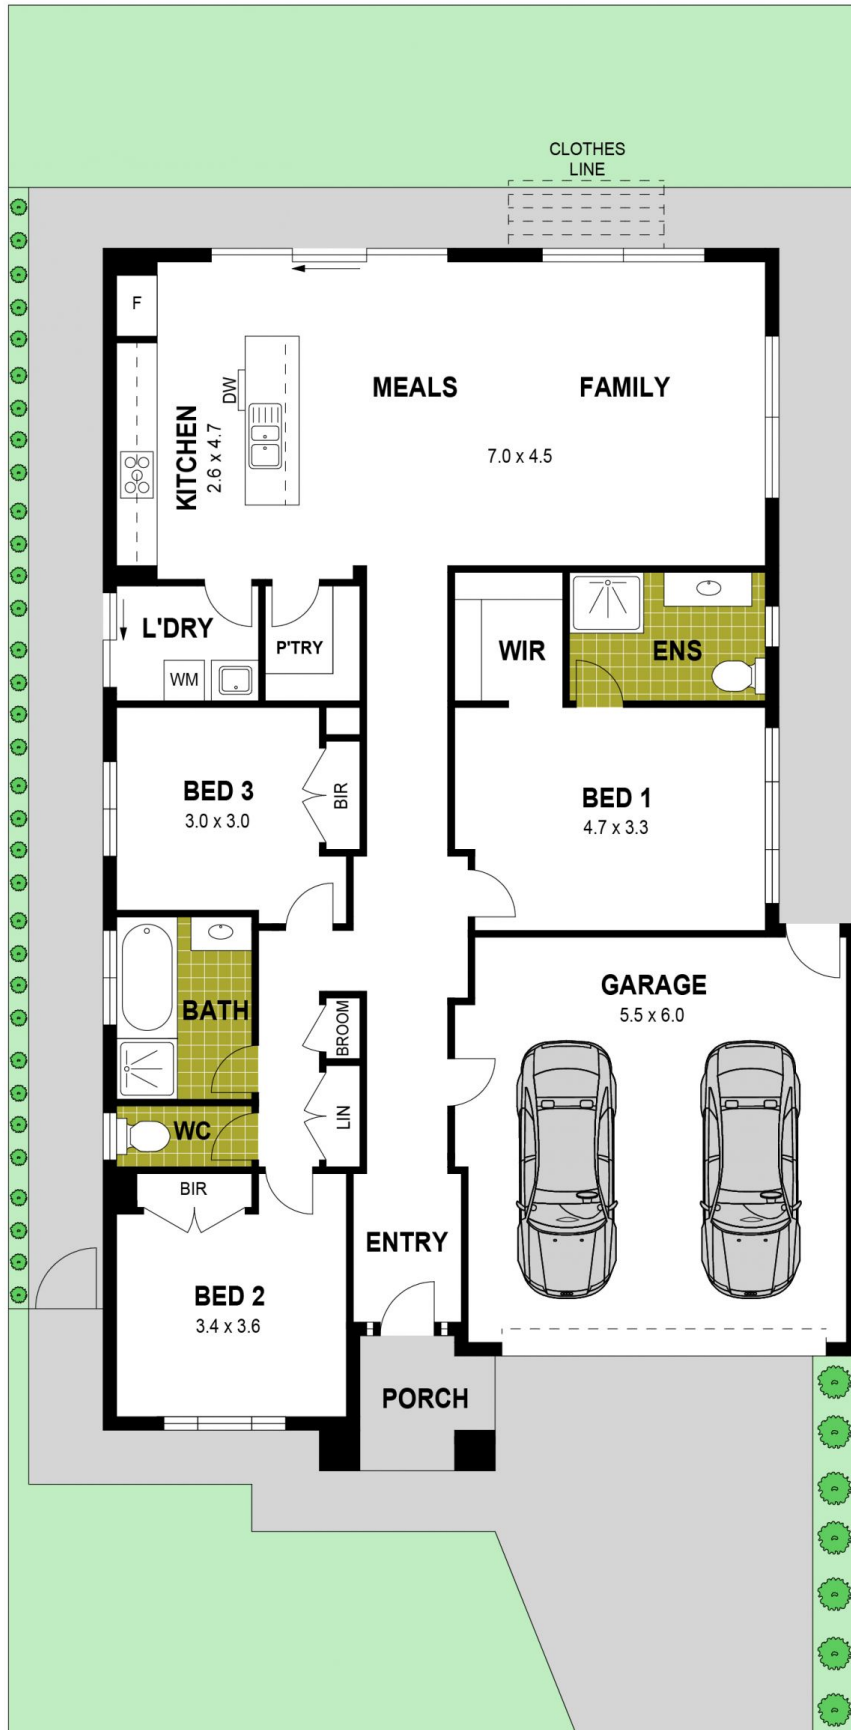 CLOTHES
LINE
F
DW
KITCHEN
2.6 x 4.7
MEALS
FAMILY
7.0 x 4.5
L'DRY
WM
P'TRY
WIR
ENS
BED 3
3.0 x 3.0
BIR
BED 1
4.7 x 3.3
BATH
BROOM
GARAGE
5.5 x 6.0
WC
LIN
BIR
ENTRY
BED 2
3.4 x 3.6
PORCH